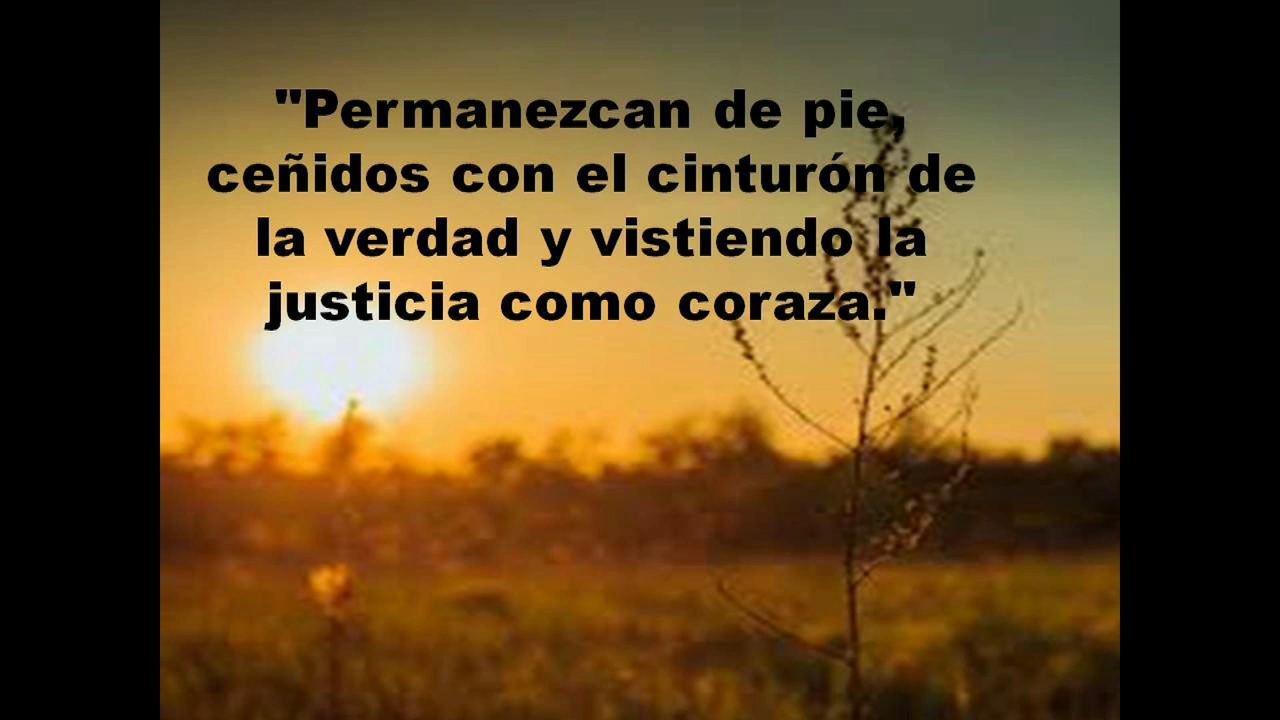 "Permanezcan de pie,
ceñidos con el cinturón de
la verdad y vistiendo la
justicia como coraza."